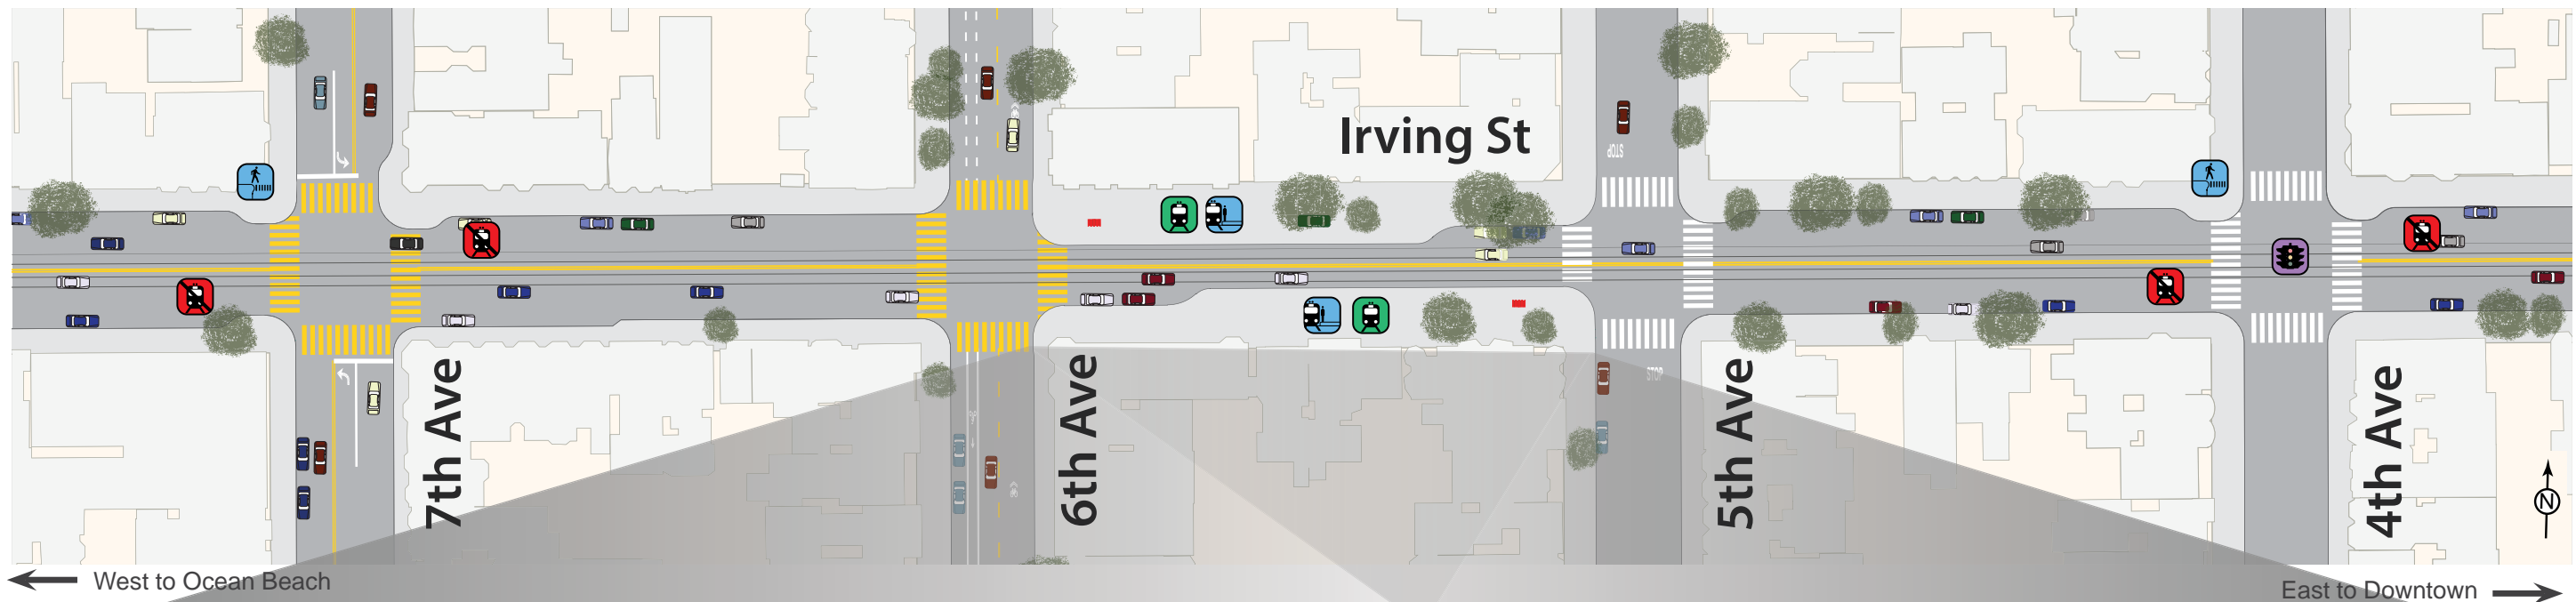 Irving St
STOP
STOP
7th Ave
6th Ave
5th Ave
4th Ave
N
West to Ocean Beach
East to Downtown